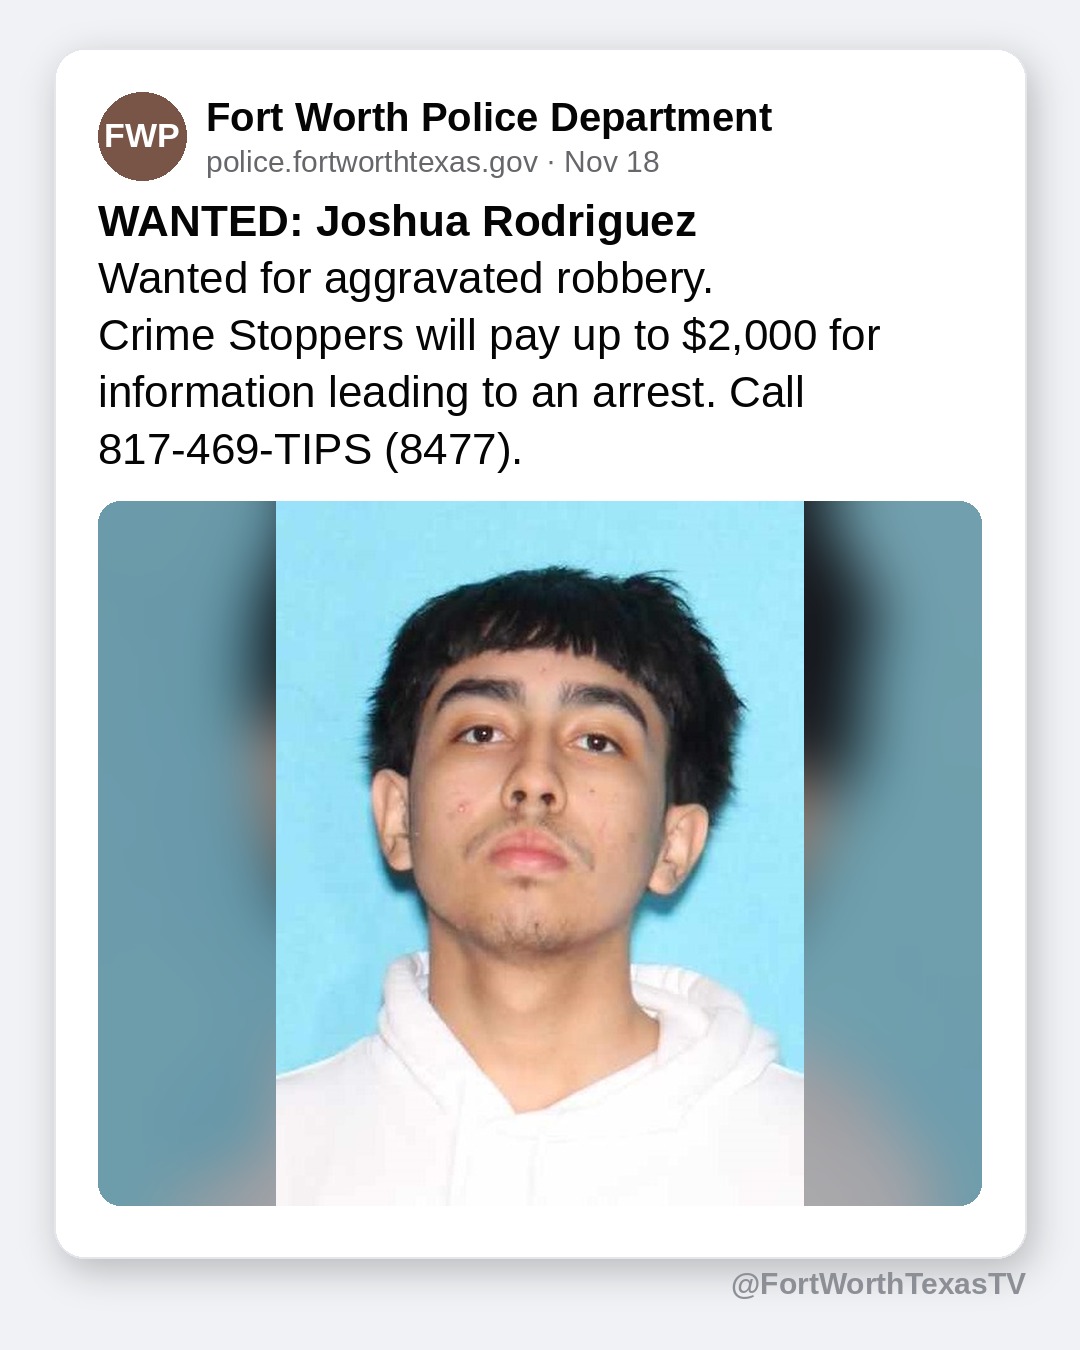 FWP
Fort Worth Police Department
police.fortworthtexas.gov · Nov 18
WANTED: Joshua Rodriguez
Wanted for aggravated robbery.
Crime Stoppers will pay up to $2,000 for
information leading to an arrest. Call
817-469-TIPS (8477).
@FortWorthTexasTV